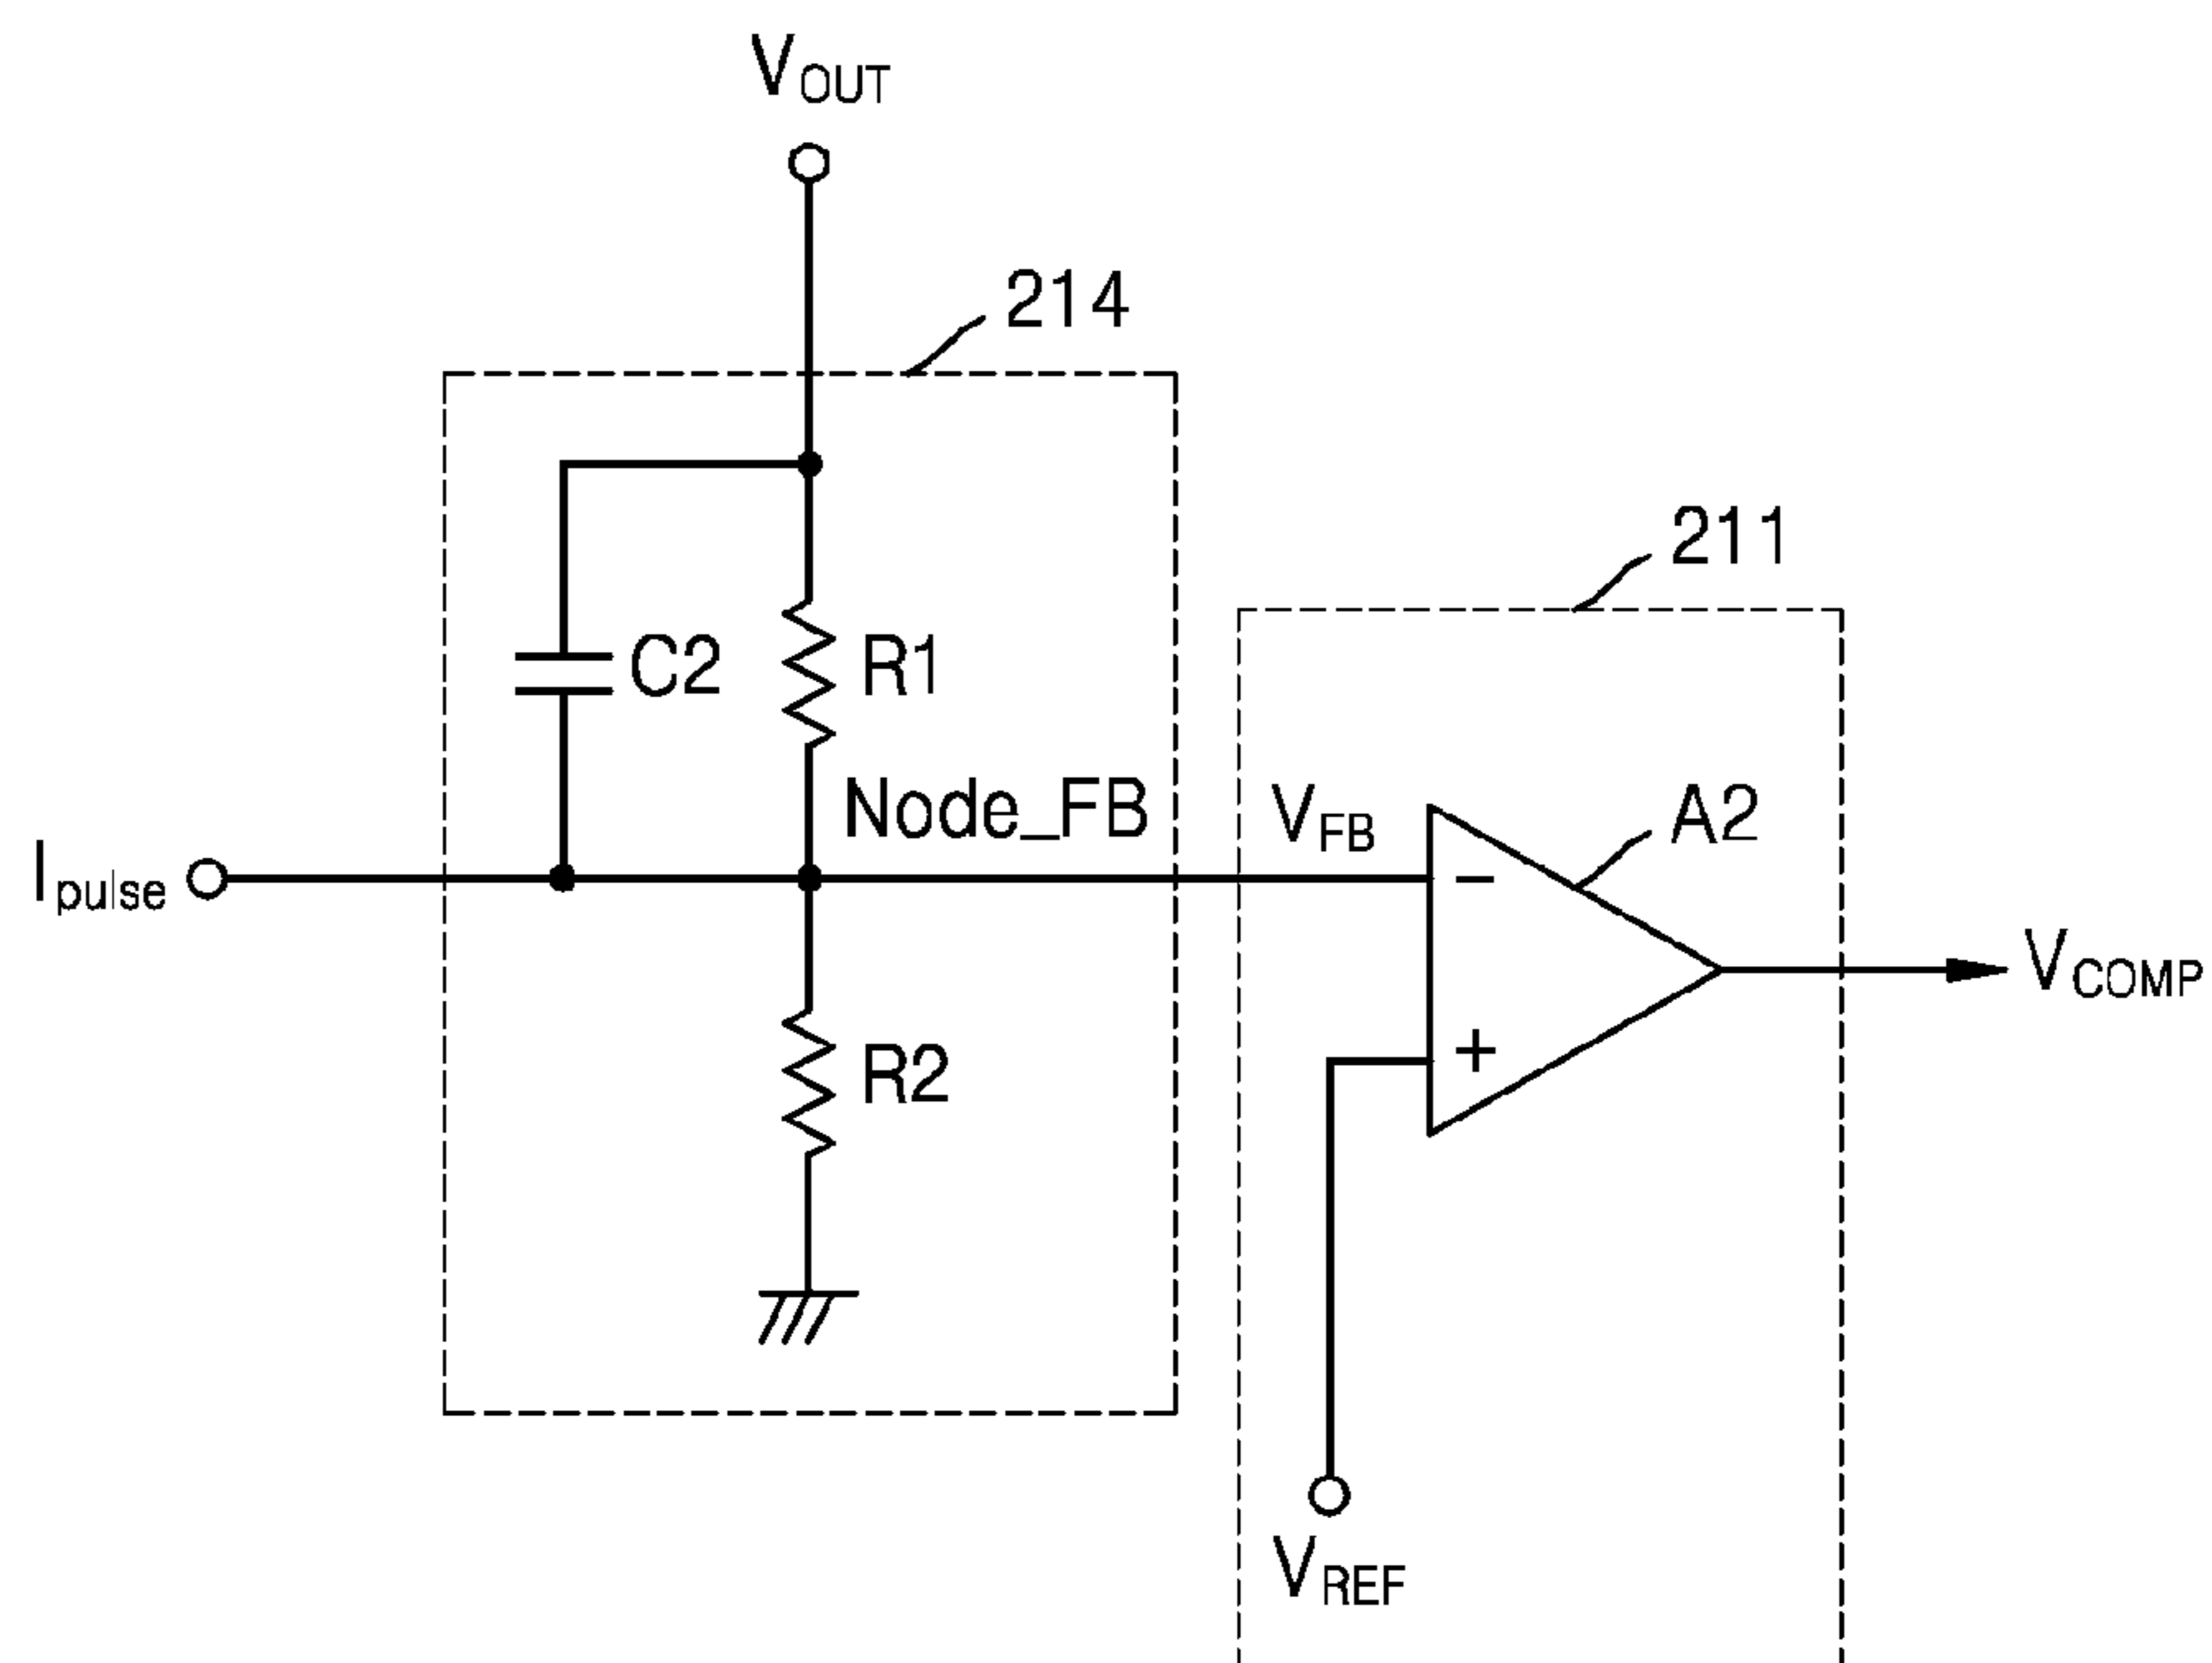 VOUT
214
211
C2
R1
Node_FB
VFB
A2
Ipulse
−
VCOMP
+
R2
VREF